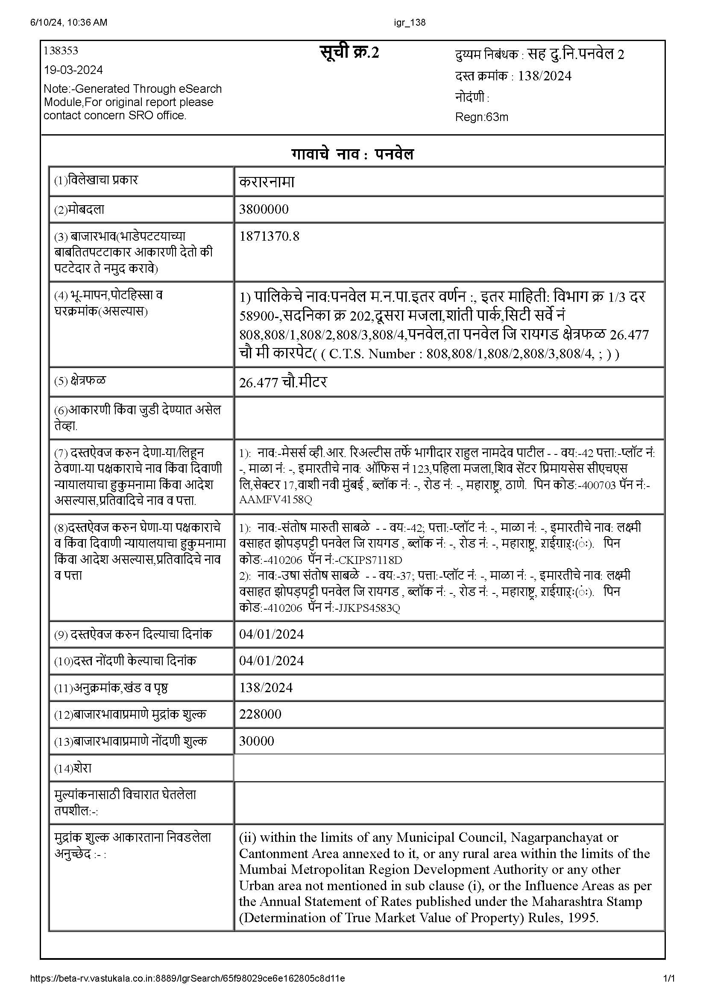 6/10/24, 10:36 AM
igr_138
138353
19-03-2024
Note:-Generated Through eSearch
Module,For original report please
contact concern SRO office.
सूची क्र.2
दुय्यम निबंधक : सह दु.नि.पनवेल 2
दस्त क्रमांक : 138/2024
नोदंणी :
Regn:63m
गावाचे नाव : पनवेल
(1)विलेखाचा प्रकार
करारनामा
(2)मोबदला
3800000
(3) बाजारभाव(भाडेपटटयाच्या
बाबतितपटटाकार आकारणी देतो की
पटटेदार ते नमुद करावे)
1871370.8
(4) भू-मापन,पोटहिस्सा व
घरक्रमांक(असल्यास)
1) पालिकेचे नाव:पनवेल म.न.पा.इतर वर्णन :, इतर माहिती: विभाग क्र 1/3 दर
58900-,सदनिका क्र 202,दूसरा मजला,शांती पार्क,सिटी सर्वे नं
808,808/1,808/2,808/3,808/4,पनवेल,ता पनवेल जि रायगड क्षेत्रफळ 26.477
चौ मी कारपेट( ( C.T.S. Number : 808,808/1,808/2,808/3,808/4, ; ) )
(5) क्षेत्रफळ
26.477 चौ.मीटर
(6)आकारणी किंवा जुडी देण्यात असेल
तेव्हा.
(7) दस्तऐवज करुन देणा-या/लिहून
ठेवणा-या पक्षकाराचे नाव किंवा दिवाणी
न्यायालयाचा हुकुमनामा किंवा आदेश
असल्यास,प्रतिवादिचे नाव व पत्ता.
1): नाव:-मेसर्स व्ही.आर. रिअल्टीस तर्फे भागीदार राहुल नामदेव पाटील - - वय:-42 पत्ता:-प्लॉट नं:
-, माळा नं: -, इमारतीचे नाव: ऑफिस नं 123,पहिला मजला,शिव सेंटर प्रिमायसेस सीएचएस
लि,सेक्टर 17,वाशी नवी मुंबई , ब्लॉक नं: -, रोड नं: -, महाराष्ट्र, ठाणे. पिन कोड:-400703 पॅन नं:-
AAMFV4158Q
(8)दस्तऐवज करुन घेणा-या पक्षकाराचे
व किंवा दिवाणी न्यायालयाचा हुकुमनामा
किंवा आदेश असल्यास,प्रतिवादिचे नाव
व पत्ता
1): नाव:-संतोष मारुती साबळे - - वय:-42; पत्ता:-प्लॉट नं: -, माळा नं: -, इमारतीचे नाव: लक्ष्मी
वसाहत झोपड़पट्टी पनवेल जि रायगड , ब्लॉक नं: -, रोड नं: -, महाराष्ट्र, ऱाईग़ाऱ्ः(ंः). पिन
कोड:-410206 पॅन नं:-CKIPS7118D
2): नाव:-उषा संतोष साबळे - - वय:-37; पत्ता:-प्लॉट नं: -, माळा नं: -, इमारतीचे नाव: लक्ष्मी
वसाहत झोपड़पट्टी पनवेल जि रायगड , ब्लॉक नं: -, रोड नं: -, महाराष्ट्र, ऱाईग़ाऱ्ः(ंः). पिन
कोड:-410206 पॅन नं:-JJKPS4583Q
(9) दस्तऐवज करुन दिल्याचा दिनांक
04/01/2024
(10)दस्त नोंदणी केल्याचा दिनांक
04/01/2024
(11)अनुक्रमांक,खंड व पृष्ठ
138/2024
(12)बाजारभावाप्रमाणे मुद्रांक शुल्क
228000
(13)बाजारभावाप्रमाणे नोंदणी शुल्क
30000
(14)शेरा
मुल्यांकनासाठी विचारात घेतलेला
तपशील:-:
मुद्रांक शुल्क आकारताना निवडलेला
अनुच्छेद :- :
(ii) within the limits of any Municipal Council, Nagarpanchayat or
Cantonment Area annexed to it, or any rural area within the limits of the
Mumbai Metropolitan Region Development Authority or any other
Urban area not mentioned in sub clause (i), or the Influence Areas as per
the Annual Statement of Rates published under the Maharashtra Stamp
(Determination of True Market Value of Property) Rules, 1995.
https://beta-rv.vastukala.co.in:8889/IgrSearch/65f98029ce6e162805c8d11e
1/1